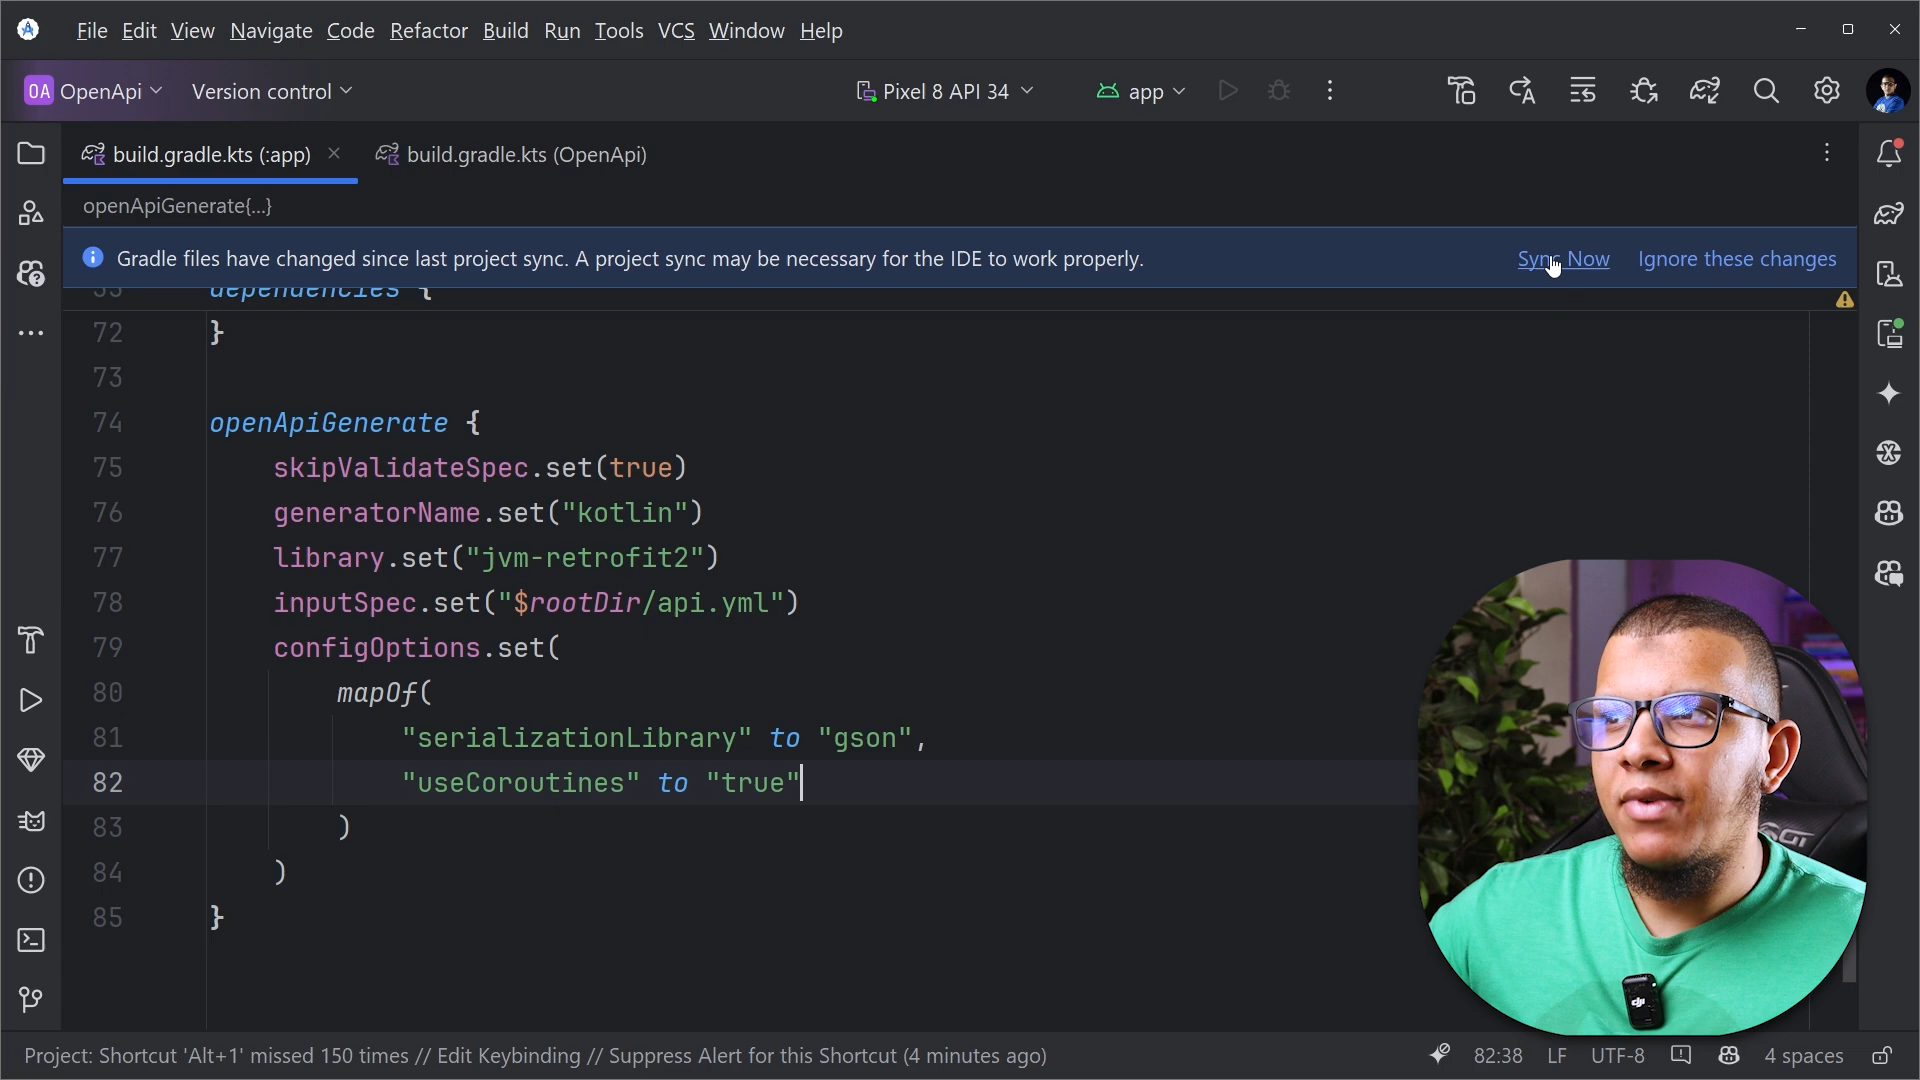 File Edit View Navigate Code Refactor Build Run Tools VCS Window Help
OA OpenApi Version control Pixel 8 API 34 app
build.gradle.kts (:app) build.gradle.kts (OpenApi)
openApiGenerate{...}
Gradle files have changed since last project sync. A project sync may be necessary for the IDE to work properly. Sync Now Ignore these changes
dependencies {
72 }
73
74 openApiGenerate {
75 skipValidateSpec.set(true)
76 generatorName.set("kotlin")
77 library.set("jvm-retrofit2")
78 inputSpec.set("$rootDir/api.yml")
79 configOptions.set(
80 mapOf(
81 "serializationLibrary" to "gson",
82 "useCoroutines" to "true"
83 )
84 )
85 }
dji
Project: Shortcut 'Alt+1' missed 150 times // Edit Keybinding // Suppress Alert for this Shortcut (4 minutes ago) 82:38 LF UTF-8 4 spaces